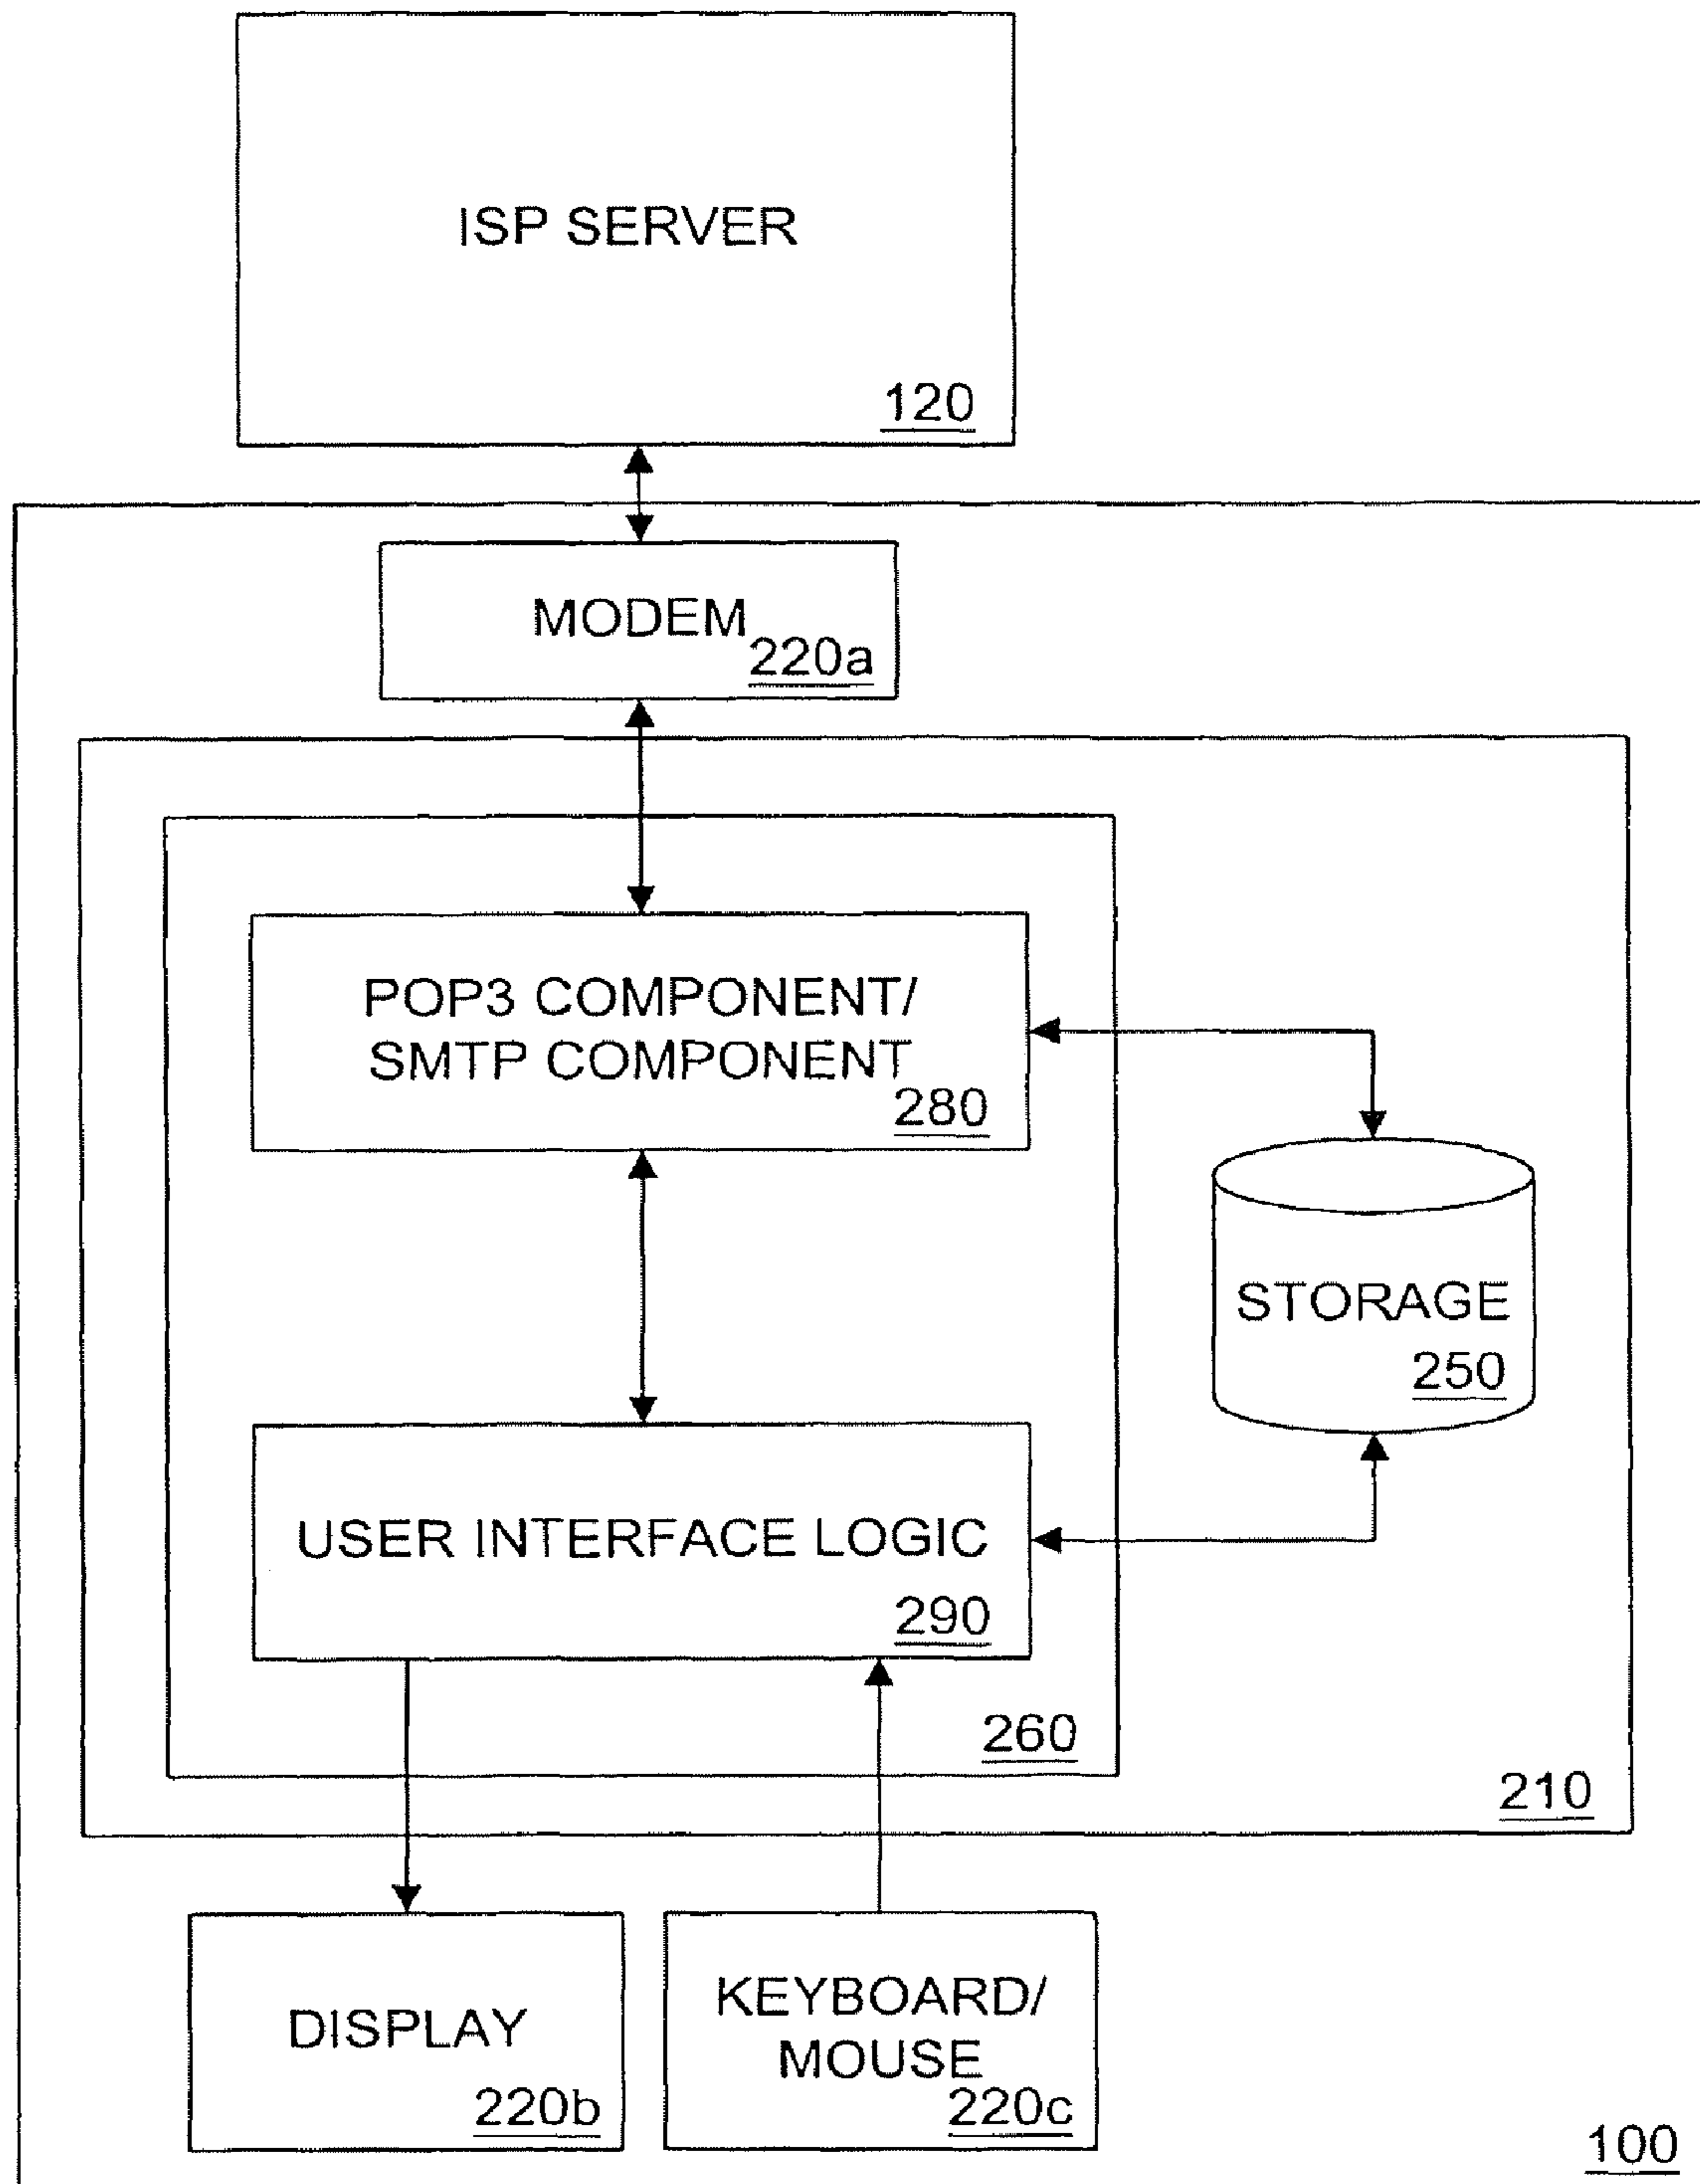 ISP SERVER
120
MODEM
220a
POP3 COMPONENT/
SMTP COMPONENT
280
STORAGE
250
USER INTERFACE LOGIC
290
260
210
DISPLAY
220b
KEYBOARD/
MOUSE
220c
100